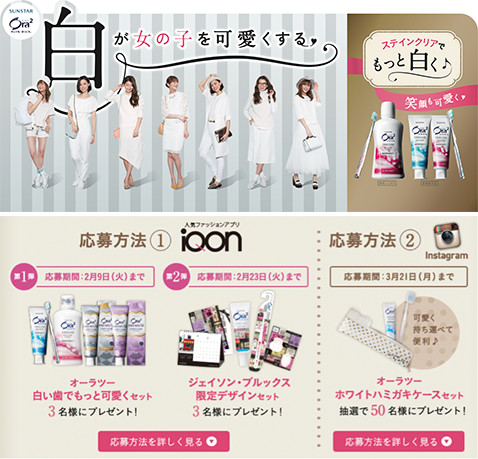 SUNSTAR
Ora²
白が女の子を可愛くする♥
ステインクリアで
もっと白く♪
笑顔も可愛く♥
応募方法①
人気ファッションアプリ
iQON
第1弾 応募期間:2月9日(火)まで
第2弾 応募期間:2月23日(火)まで
オーラツー
白い歯でもっと可愛くセット
3名様にプレゼント!
ジェイソン・ブルックス
限定デザインセット
3名様にプレゼント!
応募方法を詳しく見る
応募方法②
Instagram
応募期間:3月21日(月)まで
可愛く
持ち運べて
便利♪
オーラツー
ホワイトハミガキケースセット
抽選で50名様にプレゼント!
応募方法を詳しく見る